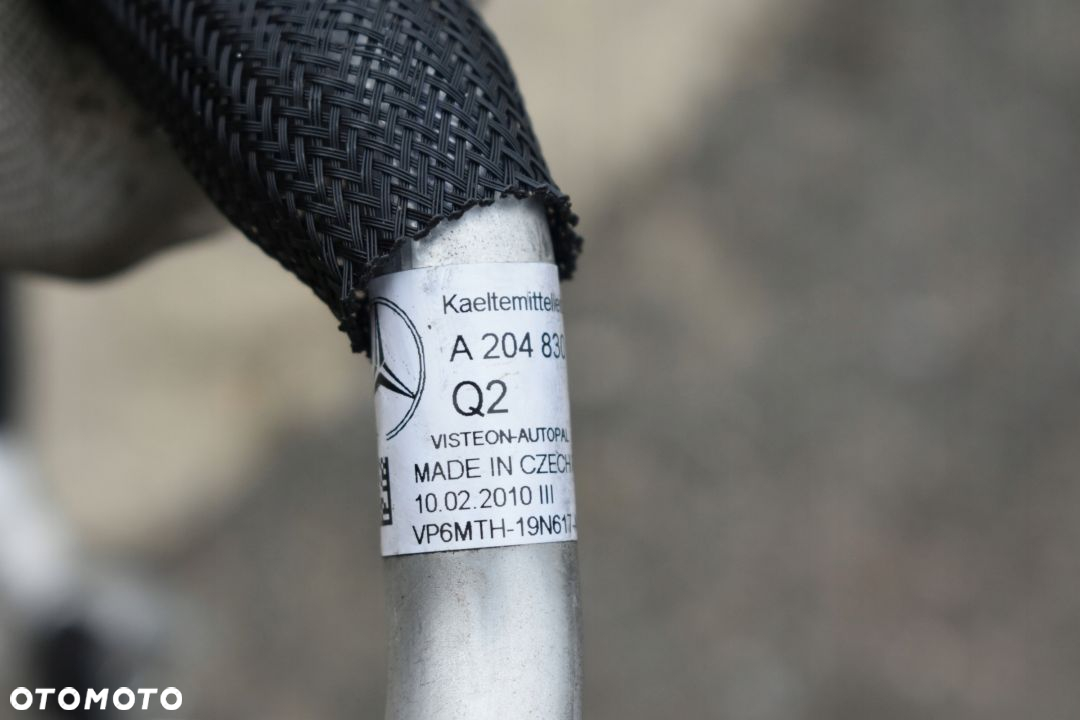 Kaeltemittelle
A 204 830
Q2
VISTEON-AUTOPAL
MADE IN CZECH
10.02.2010 III
VP6MTH-19N617-
OTOMOTO